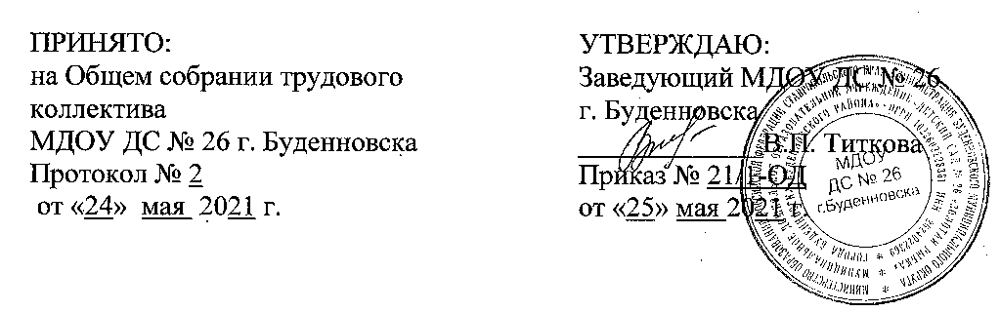 ПРИНЯТО:
на Общем собрании трудового
коллектива
МДОУ ДС № 26 г. Буденновска
Протокол № 2
от «24» мая 2021 г.
УТВЕРЖДАЮ:
Заведующий МДОУ ДС № 26
г. Буденновска
В.П. Титкова
Приказ № 21/1-ОД
от «25» мая 2021 г.
МДОУ
ДС № 26
г.Буденновска